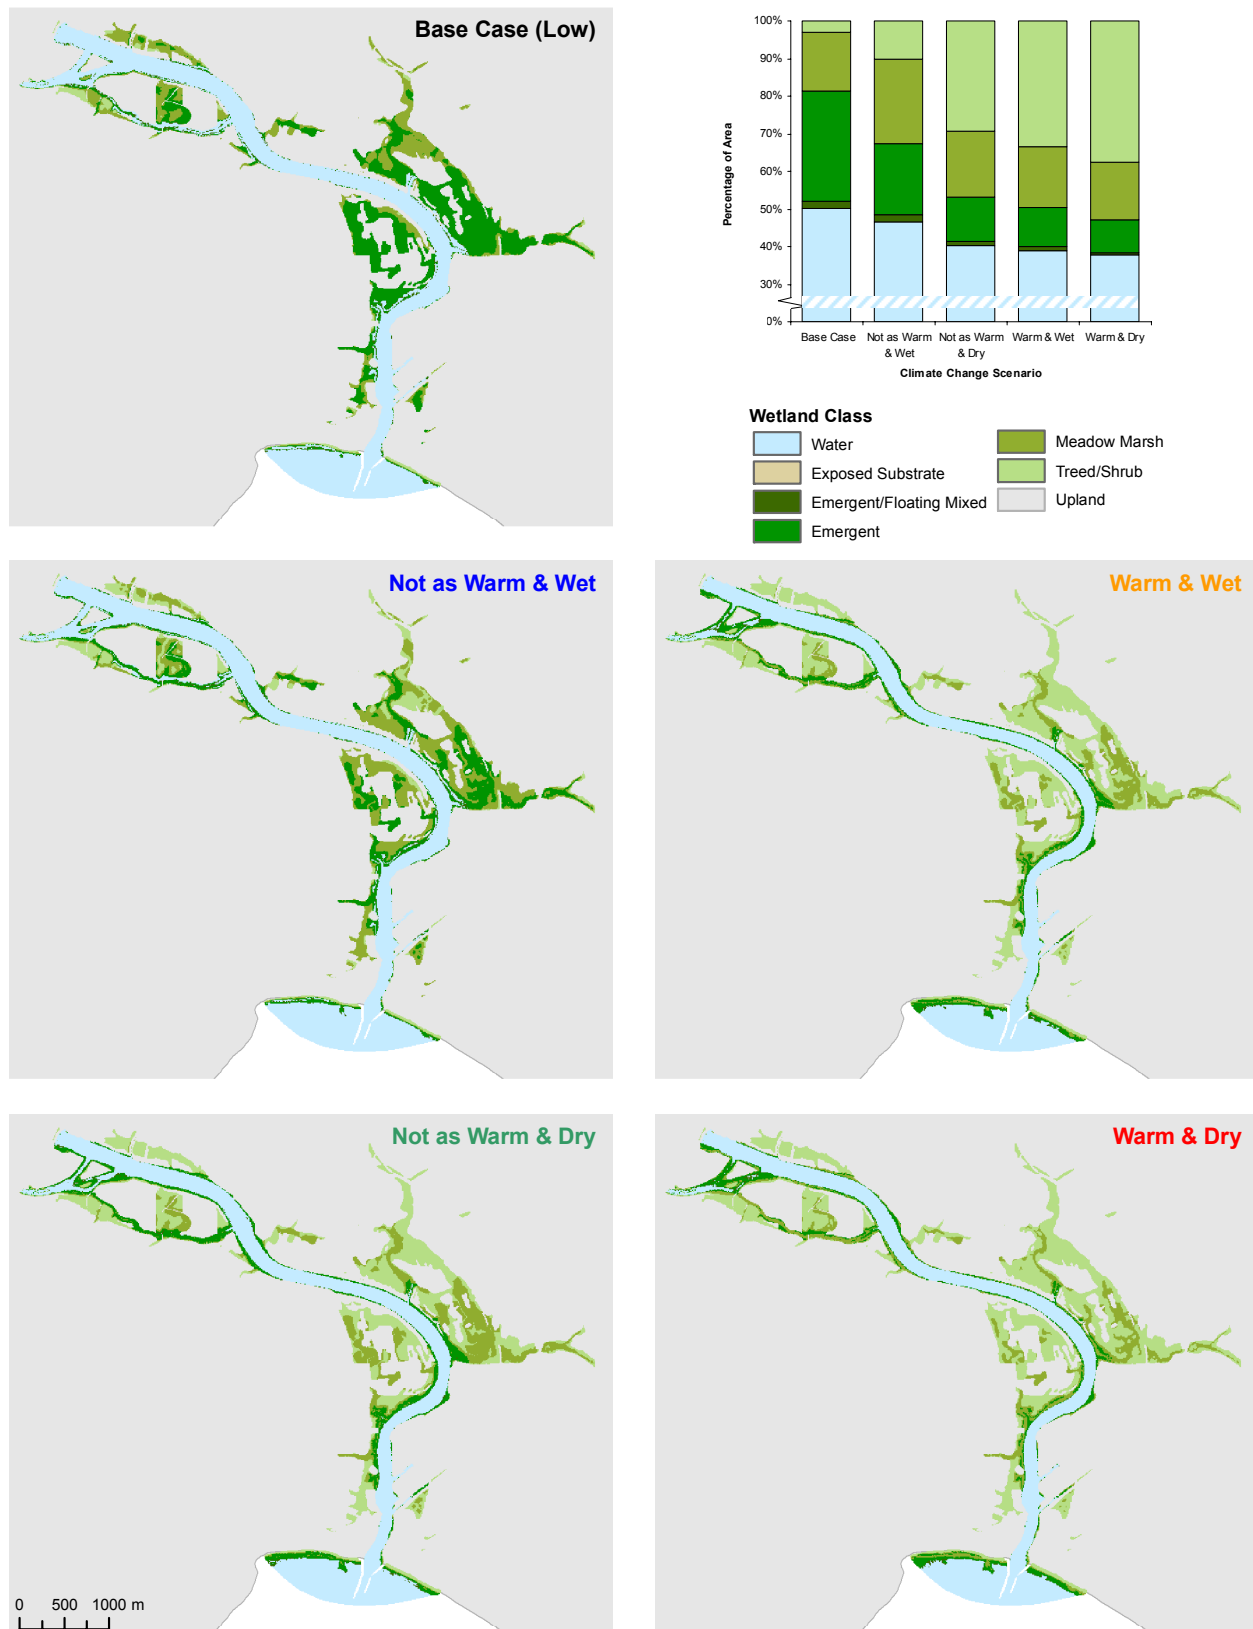 Base Case (Low)
100%
90%
80%
70%
60%
50%
40%
30%
0%
Percentage of Area
Base Case
Not as Warm
& Wet
Not as Warm
& Dry
Warm & Wet
Warm & Dry
Climate Change Scenario
Wetland Class
Water
Exposed Substrate
Emergent/Floating Mixed
Emergent
Meadow Marsh
Treed/Shrub
Upland
Not as Warm & Wet
Warm & Wet
Not as Warm & Dry
Warm & Dry
0 500 1000 m